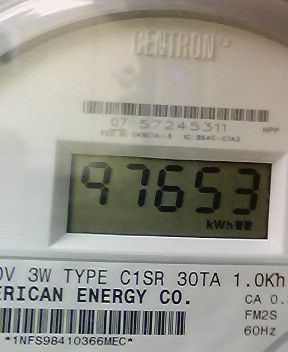 CENTRON®
07 57245311 HPP
97653
kWh
0V 3W TYPE C1SR 30TA 1.0Kh
ERICAN ENERGY CO.
CA 0.
FM2S
60Hz
*1NFS98410366MEC*